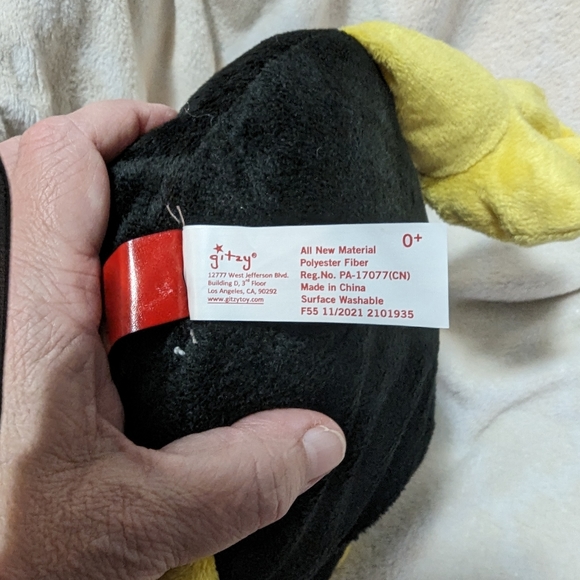 gitzy®
12777 West Jefferson Blvd.
Building D, 3rd Floor
Los Angeles, CA, 90292
www.gitzytoy.com
0+
All New Material
Polyester Fiber
Reg.No. PA-17077(CN)
Made in China
Surface Washable
F55 11/2021 2101935